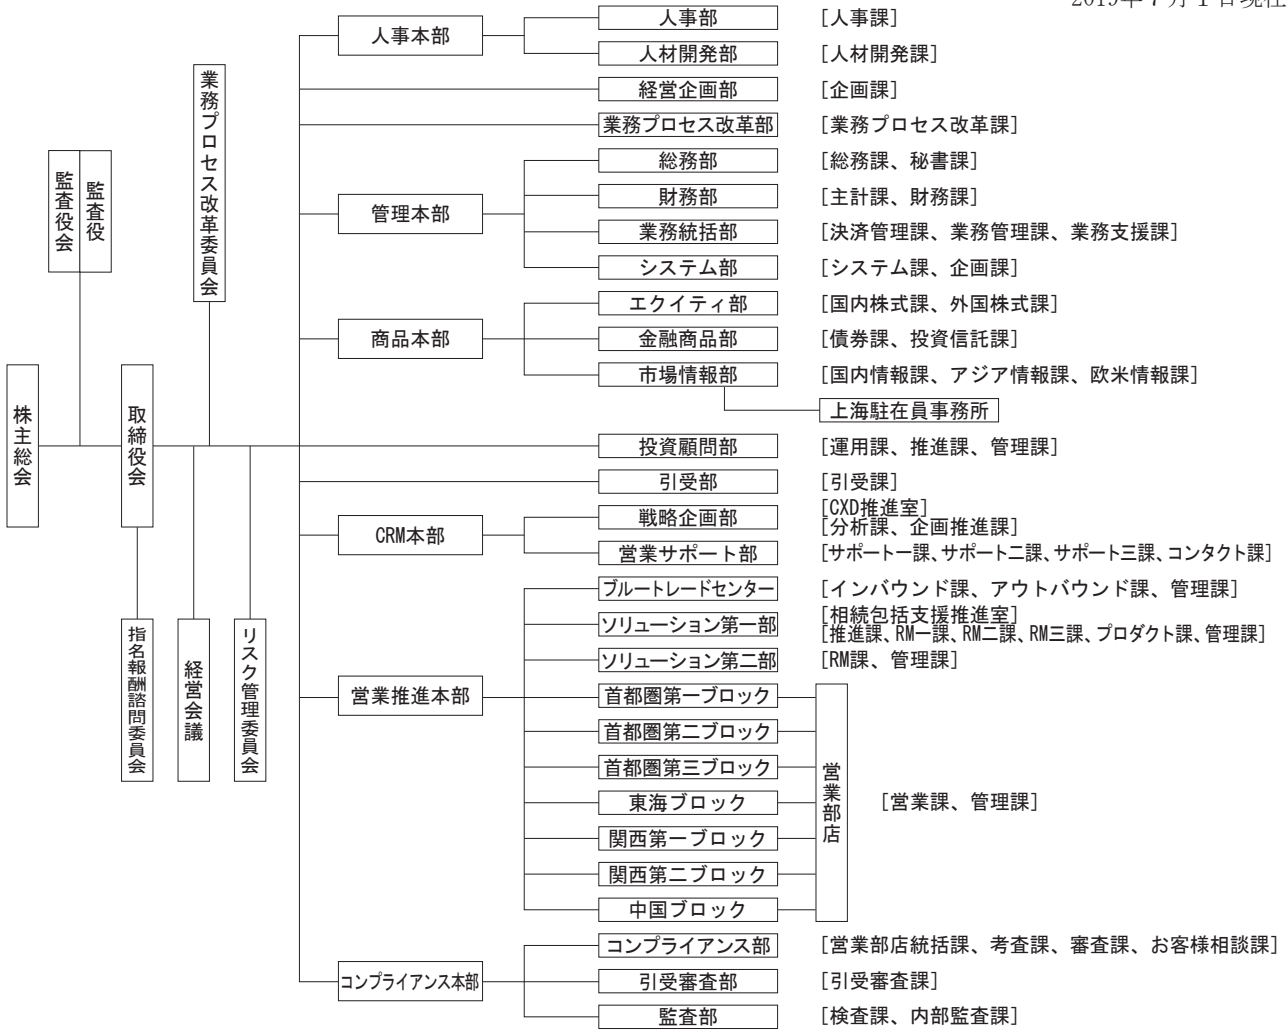 人事本部
人事部
[人事課]
人材開発部
[人材開発課]
経営企画部
[企画課]
業務プロセス改革部
[業務プロセス改革課]
管理本部
総務部
[総務課、秘書課]
財務部
[主計課、財務課]
業務統括部
[決済管理課、業務管理課、業務支援課]
システム部
[システム課、企画課]
商品本部
エクイティ部
[国内株式課、外国株式課]
金融商品部
[債券課、投資信託課]
市場情報部
[国内情報課、アジア情報課、欧米情報課]
上海駐在員事務所
株主総会
監査役会
監査役
取締役会
業務プロセス改革委員会
指名報酬諮問委員会
経営会議
リスク管理委員会
投資顧問部
[運用課、推進課、管理課]
引受部
[引受課]
CRM本部
戦略企画部
[CXD推進室]
[分析課、企画推進課]
営業サポート部
[サポート一課、サポート二課、サポート三課、コンタクト課]
営業推進本部
ブルートレードセンター
[インバウンド課、アウトバウンド課、管理課]
ソリューション第一部
[相続包括支援推進室]
[推進課、RM一課、RM二課、RM三課、プロダクト課、管理課]
ソリューション第二部
[RM課、管理課]
首都圏第一ブロック
首都圏第二ブロック
首都圏第三ブロック
東海ブロック
関西第一ブロック
関西第二ブロック
中国ブロック
営業部店
[営業課、管理課]
コンプライアンス本部
コンプライアンス部
[営業部店統括課、考査課、審査課、お客様相談課]
引受審査部
[引受審査課]
監査部
[検査課、内部監査課]